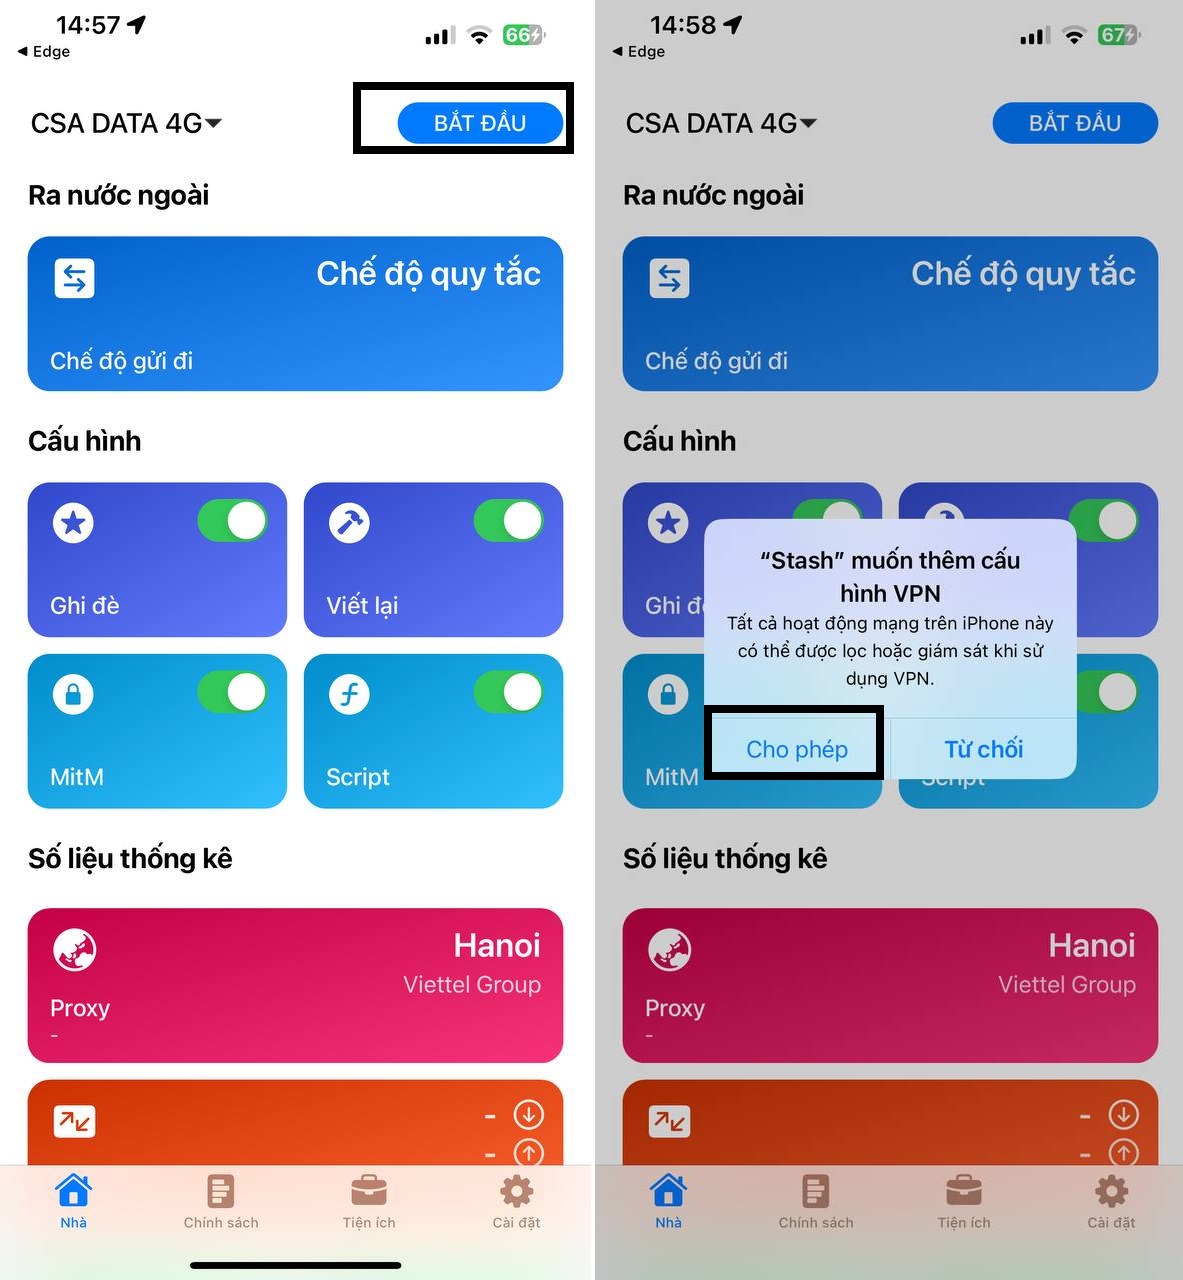 14:57
66
◀ Edge
CSA DATA 4G
BẮT ĐẦU
Ra nước ngoài
Chế độ quy tắc
Chế độ gửi đi
Cấu hình
Ghi đè
Viết lại
MitM
Script
Số liệu thống kê
Hanoi
Viettel Group
Proxy
-
-
-
Nhà
Chính sách
Tiện ích
Cài đặt
14:58
67
◀ Edge
CSA DATA 4G
BẮT ĐẦU
Ra nước ngoài
Chế độ quy tắc
Chế độ gửi đi
Cấu hình
Ghi đè
“Stash” muốn thêm cấu
hình VPN
Tất cả hoạt động mạng trên iPhone này
có thể được lọc hoặc giám sát khi sử
dụng VPN.
Cho phép
Từ chối
MitM
Script
Số liệu thống kê
Hanoi
Viettel Group
Proxy
-
-
-
Nhà
Chính sách
Tiện ích
Cài đặt